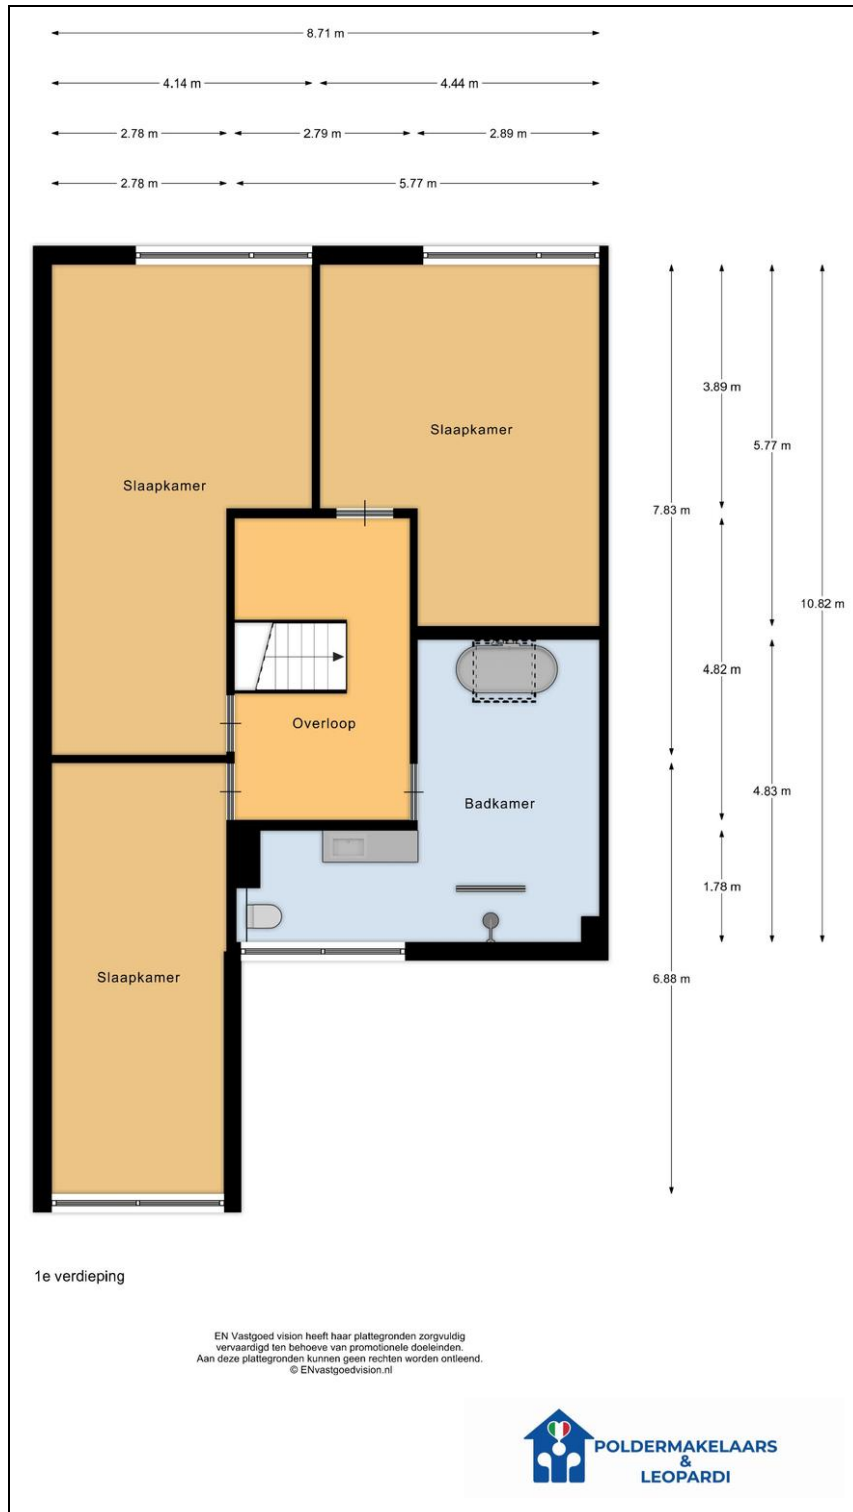 8.71 m
4.14 m
4.44 m
2.78 m
2.79 m
2.89 m
2.78 m
5.77 m
3.89 m
Slaapkamer
5.77 m
Slaapkamer
7.83 m
10.82 m
4.82 m
Overloop
4.83 m
Badkamer
1.78 m
Slaapkamer
6.88 m
1e verdieping
EN Vastgoed vision heeft haar plattegronden zorgvuldig
vervaardigd ten behoeve van promotionele doeleinden.
Aan deze plattegronden kunnen geen rechten worden ontleend.
© ENvastgoedvision.nl
POLDERMAKELAARS
&
LEOPARDI